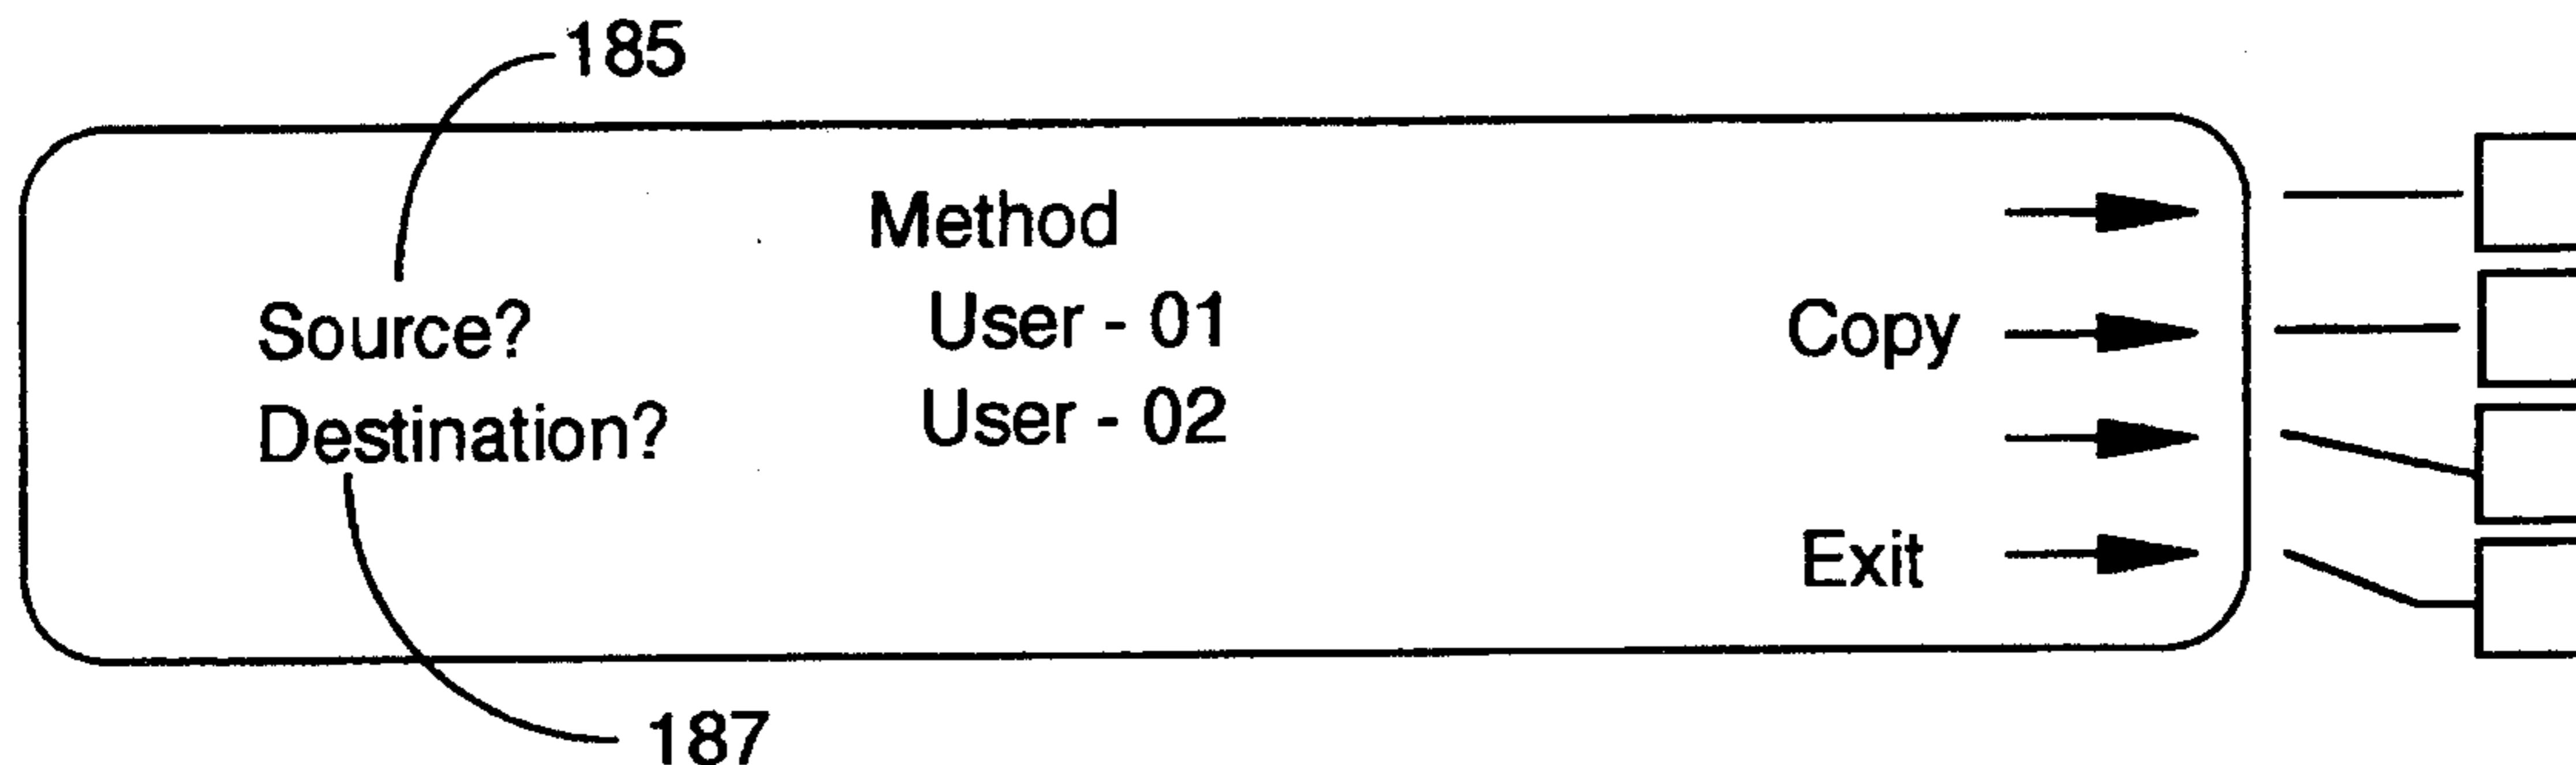 185
Method
Source? User - 01 Copy
Destination? User - 02
Exit
187